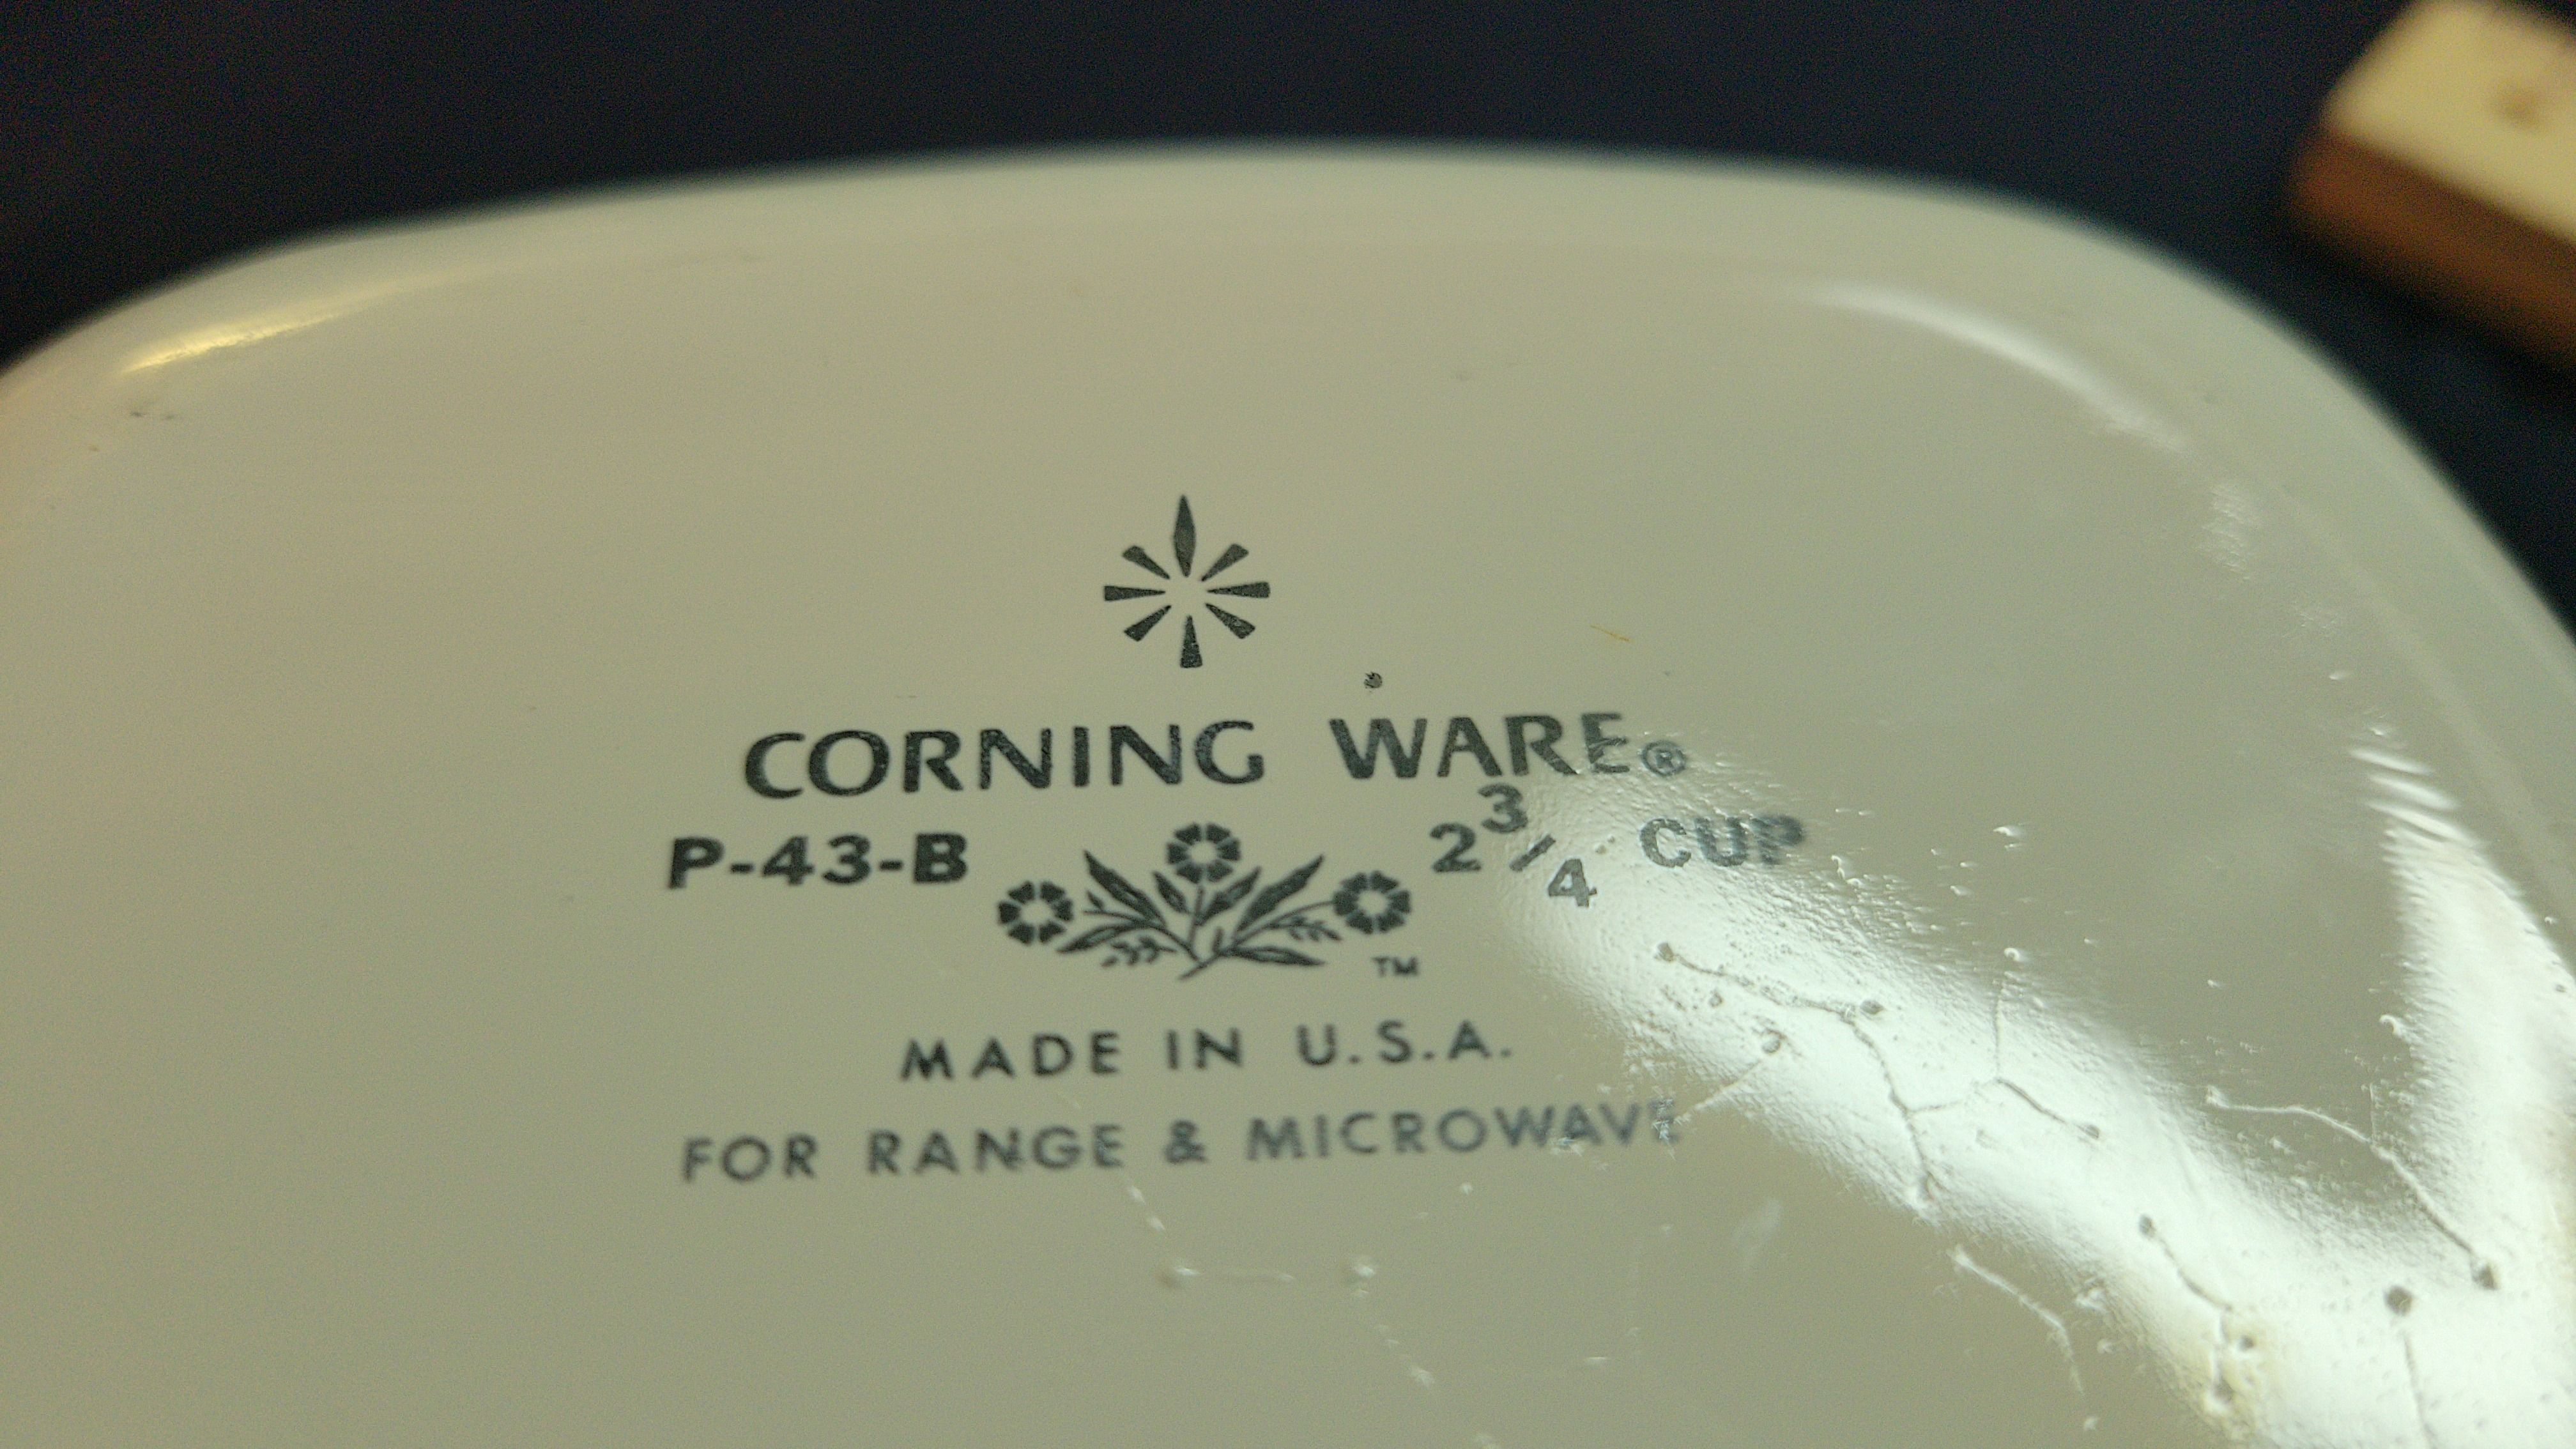 CORNING WARE®
P-43-B 2 3/4 CUP
TM
MADE IN U.S.A.
FOR RANGE & MICROWAVE